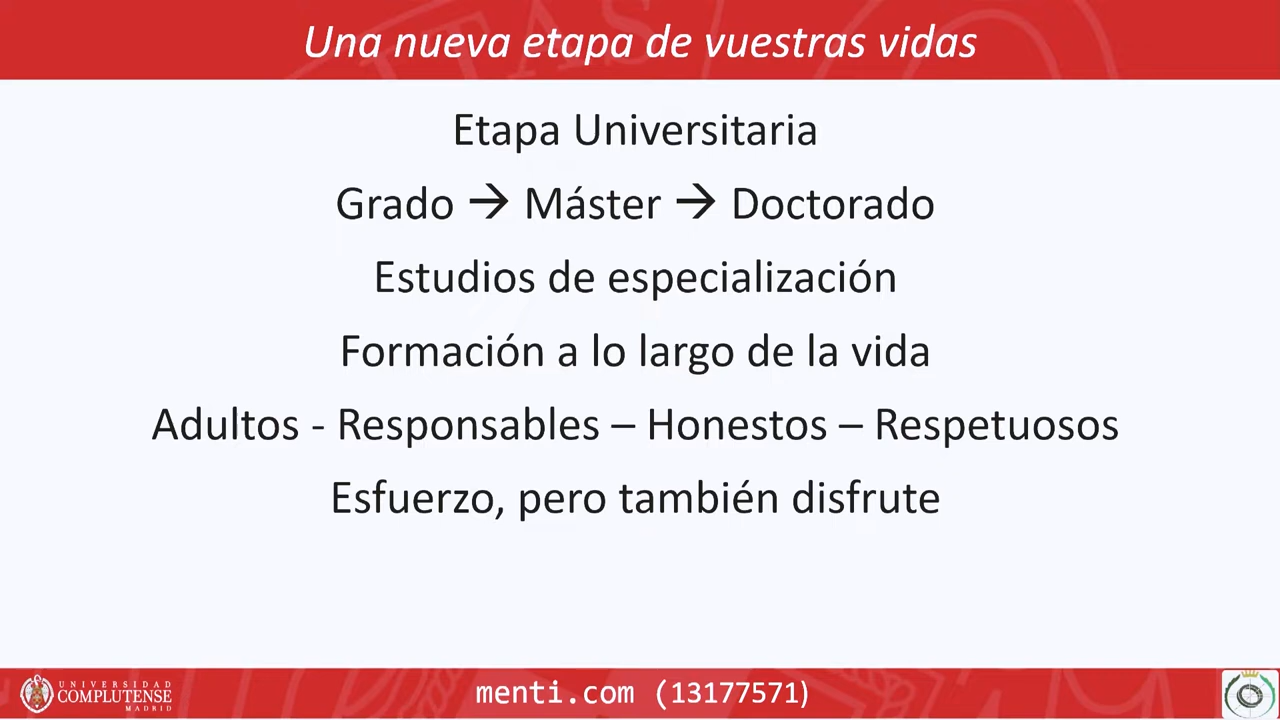 Una nueva etapa de vuestras vidas
Etapa Universitaria
Grado → Máster → Doctorado
Estudios de especialización
Formación a lo largo de la vida
Adultos - Responsables – Honestos – Respetuosos
Esfuerzo, pero también disfrute
UNIVERSIDAD
COMPLUTENSE
MADRID
menti.com (13177571)